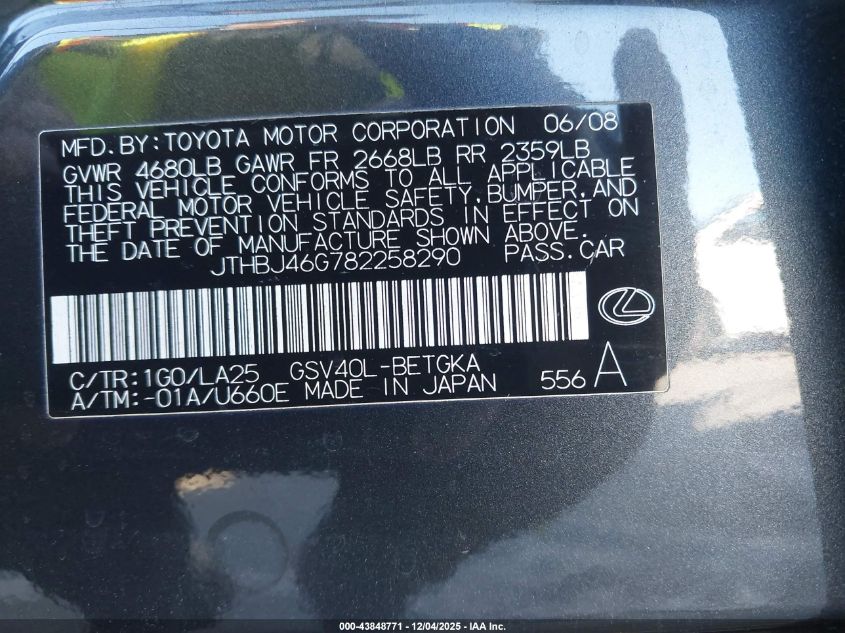 MFD.BY:TOYOTA MOTOR CORPORATION 06/08
GVWR 4680LB GAWR FR 2668LB RR 2359LB
THIS VEHICLE CONFORMS TO ALL APPLICABLE
FEDERAL MOTOR VEHICLE SAFETY,BUMPER,AND
THEFT PREVENTION STANDARDS IN EFFECT ON
THE DATE OF MANUFACTURE SHOWN ABOVE.
JTHBJ46G782258290 PASS.CAR
C/TR:1G0/LA25 GSV40L-BETGKA
A/TM:-01A/U660E MADE IN JAPAN 556 A
000-43848771 - 12/04/2025 - IAA Inc.